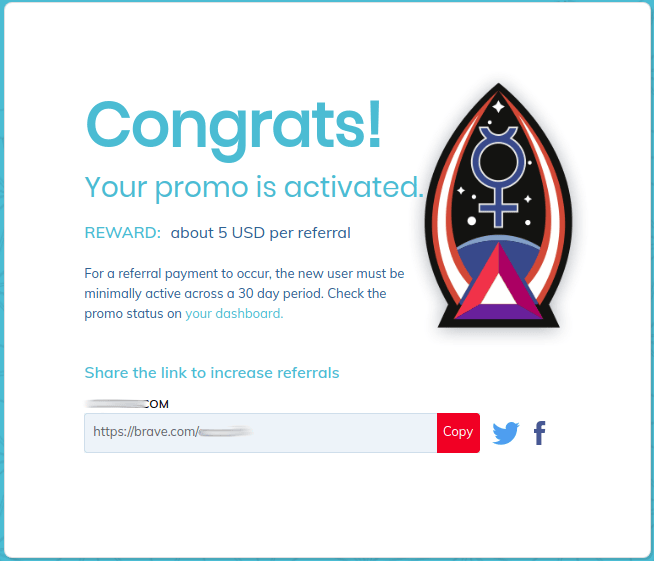 Congrats!
Your promo is activated.
REWARD: about 5 USD per referral
For a referral payment to occur, the new user must be
minimally active across a 30 day period. Check the
promo status on your dashboard.
Share the link to increase referrals
.COM
https://brave.com/
Copy